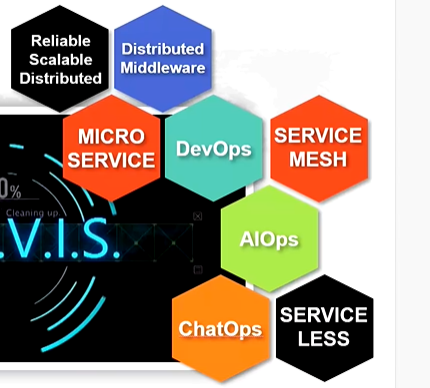 Reliable
Scalable
Distributed
Distributed
Middleware
MICRO
SERVICE
DevOps
SERVICE
MESH
0%
Cleaning up
.V.I.S.
AIOps
ChatOps
SERVICE
LESS